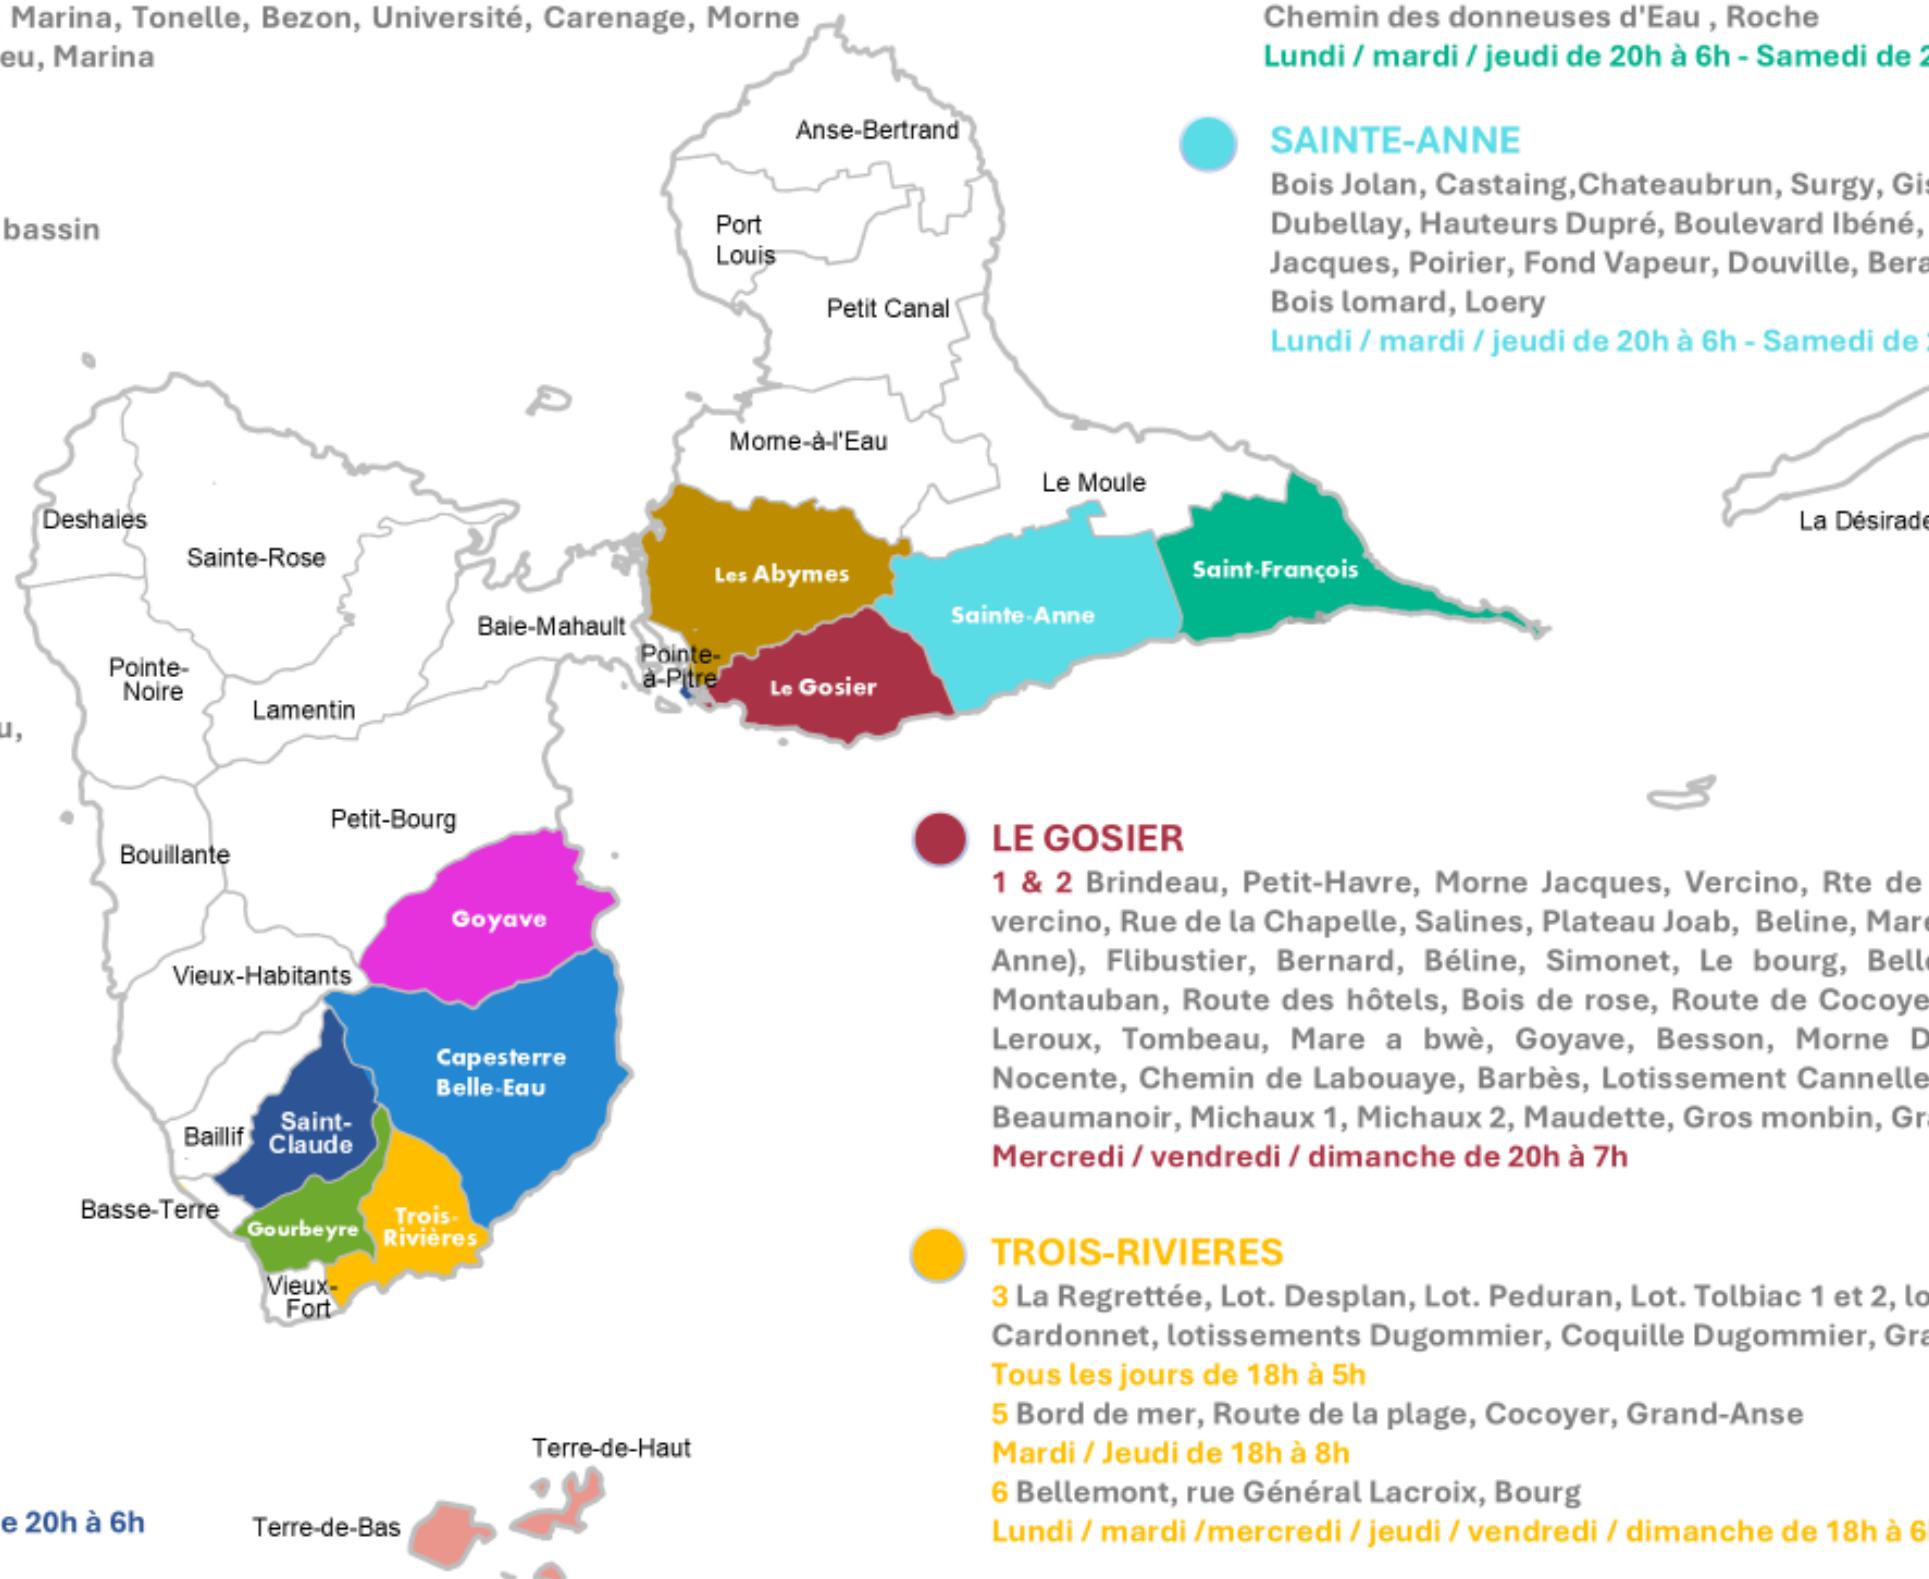 Marina, Tonelle, Bezon, Université, Carenage, Morne
eu, Marina
bassin
u,
e 20h à 6h
Chemin des donneuses d'Eau , Roche
Lundi / mardi / jeudi de 20h à 6h - Samedi de
SAINTE-ANNE
Bois Jolan, Castaing,Chateaubrun, Surgy,
Dubellay, Hauteurs Dupré, Boulevard Ibéné,
Jacques, Poirier, Fond Vapeur, Douville,
Bois lomard, Loery
Lundi / mardi / jeudi de 20h à 6h - Samedi de
Anse-Bertrand
Port
Louis
Petit Canal
Morne-à-l'Eau
Le Moule
Deshaies
Sainte-Rose
Les Abymes
Saint-François
La Désirade
Sainte-Anne
Baie-Mahault
Pointe-
à-Pitre
Le Gosier
Pointe-
Noire
Lamentin
Petit-Bourg
Bouillante
Goyave
Vieux-Habitants
Capesterre
Belle-Eau
Saint-
Claude
Baillif
Basse-Terre
Gourbeyre
Trois-
Rivières
Vieux-
Fort
Terre-de-Haut
Terre-de-Bas
LE GOSIER
1 & 2 Brindeau, Petit-Havre, Morne Jacques, Vercino, Rte de
vercino, Rue de la Chapelle, Salines, Plateau Joab, Beline, Mare
Anne), Flibustier, Bernard, Béline, Simonet, Le bourg, Belle
Montauban, Route des hôtels, Bois de rose, Route de Cocoye
Leroux, Tombeau, Mare a bwè, Goyave, Besson, Morne D
Nocente, Chemin de Labouaye, Barbès, Lotissement Cannelle
Beaumanoir, Michaux 1, Michaux 2, Maudette, Gros monbin, Gr
Mercredi / vendredi / dimanche de 20h à 7h
TROIS-RIVIERES
3 La Regrettée, Lot. Desplan, Lot. Peduran, Lot. Tolbiac 1 et 2, lo
Cardonnet, lotissements Dugommier, Coquille Dugommier, Gra
Tous les jours de 18h à 5h
5 Bord de mer, Route de la plage, Cocoyer, Grand-Anse
Mardi / Jeudi de 18h à 8h
6 Bellemont, rue Général Lacroix, Bourg
Lundi / mardi /mercredi / jeudi / vendredi / dimanche de 18h à 6